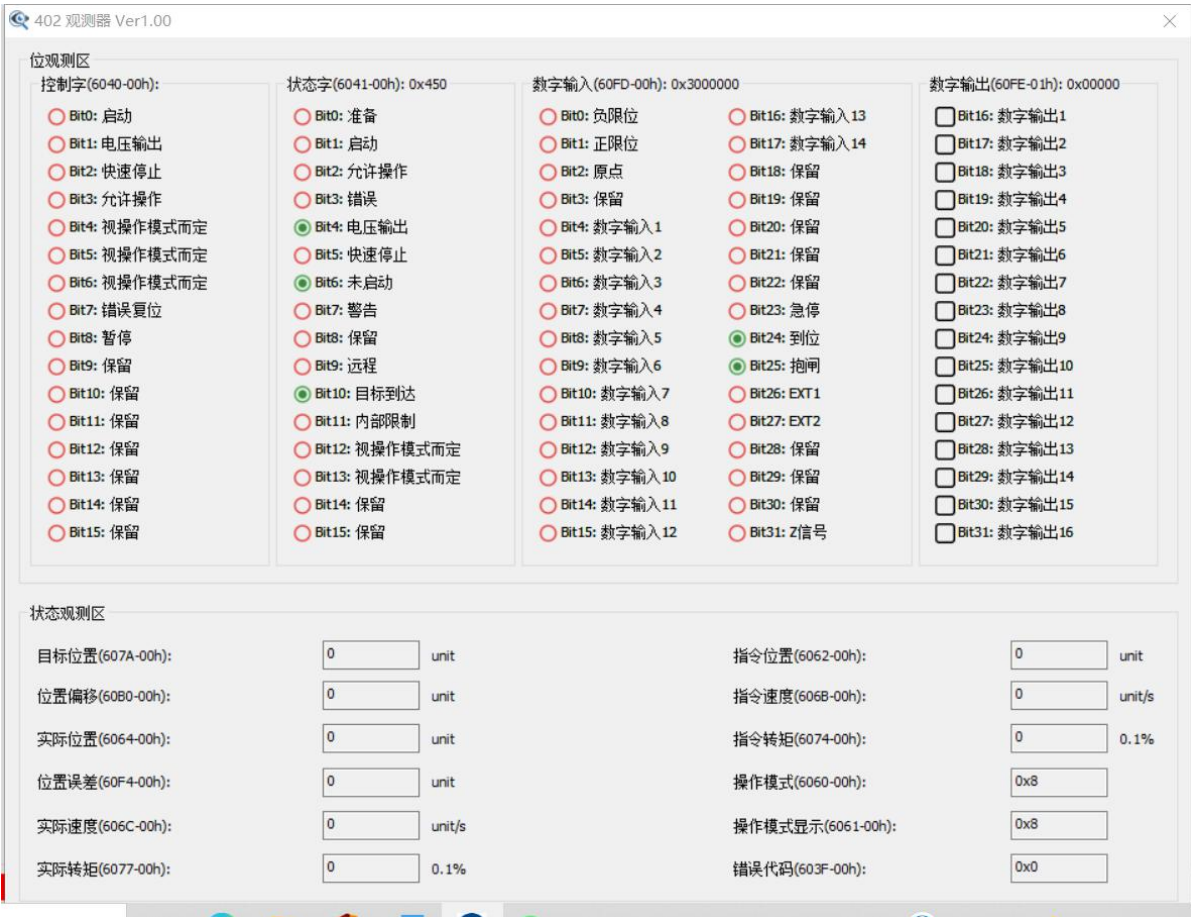 402 观测器 Ver1.00
位观测区
控制字(6040-00h):
Bit0: 启动
Bit1: 电压输出
Bit2: 快速停止
Bit3: 允许操作
Bit4: 视操作模式而定
Bit5: 视操作模式而定
Bit6: 视操作模式而定
Bit7: 错误复位
Bit8: 暂停
Bit9: 保留
Bit10: 保留
Bit11: 保留
Bit12: 保留
Bit13: 保留
Bit14: 保留
Bit15: 保留
状态字(6041-00h): 0x450
Bit0: 准备
Bit1: 启动
Bit2: 允许操作
Bit3: 错误
Bit4: 电压输出
Bit5: 快速停止
Bit6: 未启动
Bit7: 警告
Bit8: 保留
Bit9: 远程
Bit10: 目标到达
Bit11: 内部限制
Bit12: 视操作模式而定
Bit13: 视操作模式而定
Bit14: 保留
Bit15: 保留
数字输入(60FD-00h): 0x3000000
Bit0: 负限位
Bit1: 正限位
Bit2: 原点
Bit3: 保留
Bit4: 数字输入1
Bit5: 数字输入2
Bit6: 数字输入3
Bit7: 数字输入4
Bit8: 数字输入5
Bit9: 数字输入6
Bit10: 数字输入7
Bit11: 数字输入8
Bit12: 数字输入9
Bit13: 数字输入10
Bit14: 数字输入11
Bit15: 数字输入12
Bit16: 数字输入13
Bit17: 数字输入14
Bit18: 保留
Bit19: 保留
Bit20: 保留
Bit21: 保留
Bit22: 保留
Bit23: 急停
Bit24: 到位
Bit25: 抱闸
Bit26: EXT1
Bit27: EXT2
Bit28: 保留
Bit29: 保留
Bit30: 保留
Bit31: Z信号
数字输出(60FE-01h): 0x00000
Bit16: 数字输出1
Bit17: 数字输出2
Bit18: 数字输出3
Bit19: 数字输出4
Bit20: 数字输出5
Bit21: 数字输出6
Bit22: 数字输出7
Bit23: 数字输出8
Bit24: 数字输出9
Bit25: 数字输出10
Bit26: 数字输出11
Bit27: 数字输出12
Bit28: 数字输出13
Bit29: 数字输出14
Bit30: 数字输出15
Bit31: 数字输出16
状态观测区
目标位置(607A-00h): 0 unit
位置偏移(60B0-00h): 0 unit
实际位置(6064-00h): 0 unit
位置误差(60F4-00h): 0 unit
实际速度(606C-00h): 0 unit/s
实际转矩(6077-00h): 0 0.1%
指令位置(6062-00h): 0 unit
指令速度(606B-00h): 0 unit/s
指令转矩(6074-00h): 0 0.1%
操作模式(6060-00h): 0x8
操作模式显示(6061-00h): 0x8
错误代码(603F-00h): 0x0